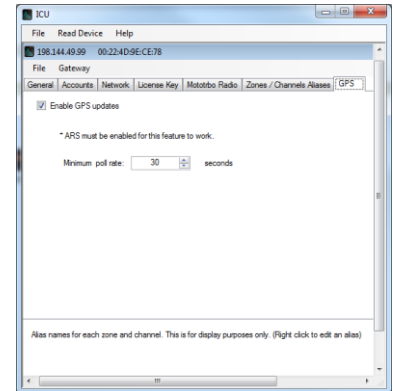 ICU
File Read Device Help
198.144.49.99 00:22:4D:9E:CE:78
File Gateway
General Accounts Network License Key Mototrbo Radio Zones / Channels Aliases GPS
Enable GPS updates
* ARS must be enabled for this feature to work.
Minimum poll rate: 30 seconds
Alias names for each zone and channel. This is for display purposes only. (Right click to edit an alias)